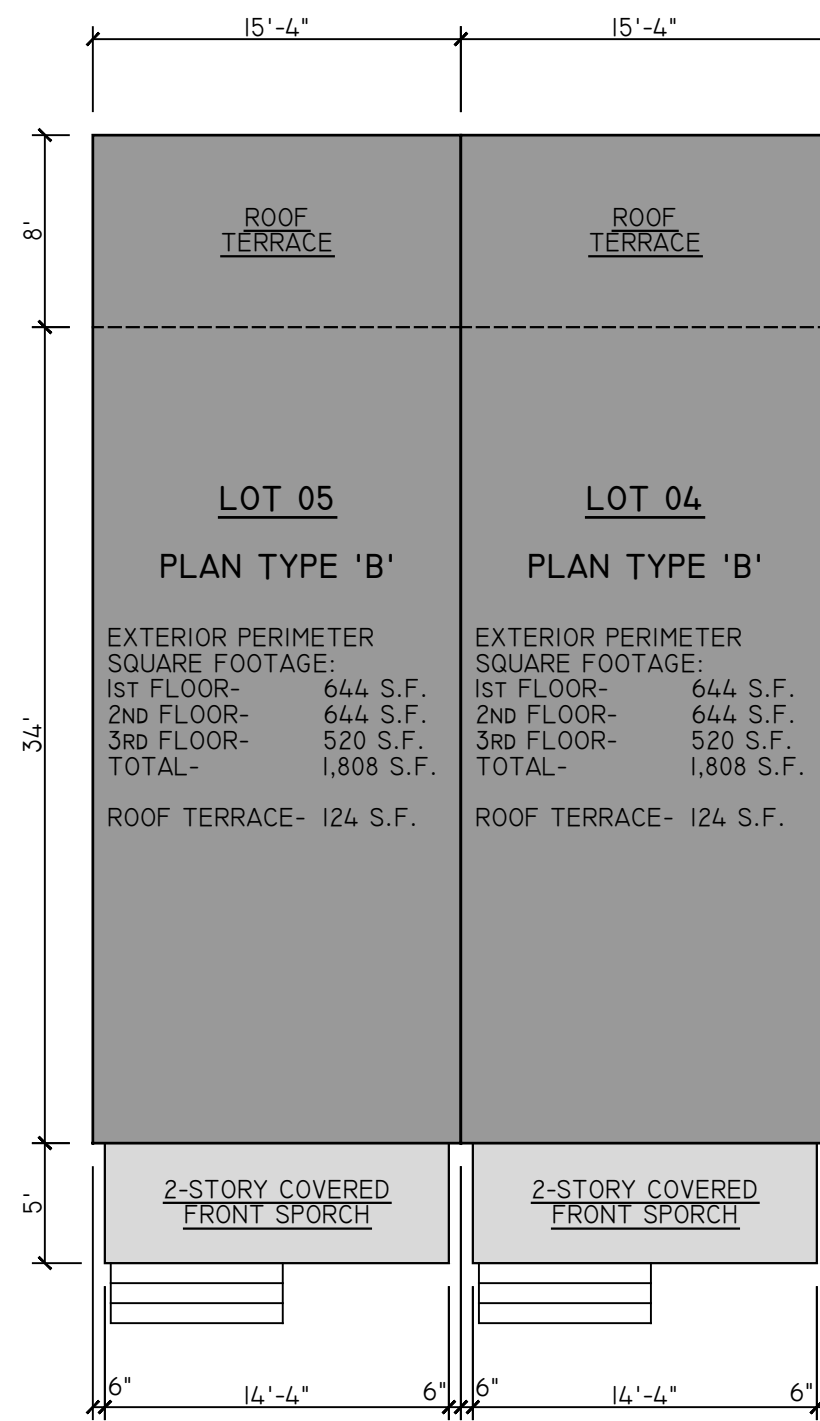 15'-4"
15'-4"
8'
ROOF
TERRACE
ROOF
TERRACE
34'
LOT 05
PLAN TYPE 'B'
EXTERIOR PERIMETER
SQUARE FOOTAGE:
1ST FLOOR- 644 S.F.
2ND FLOOR- 644 S.F.
3RD FLOOR- 520 S.F.
TOTAL- 1,808 S.F.
ROOF TERRACE- 124 S.F.
LOT 04
PLAN TYPE 'B'
EXTERIOR PERIMETER
SQUARE FOOTAGE:
1ST FLOOR- 644 S.F.
2ND FLOOR- 644 S.F.
3RD FLOOR- 520 S.F.
TOTAL- 1,808 S.F.
ROOF TERRACE- 124 S.F.
5'
2-STORY COVERED
FRONT SPORCH
2-STORY COVERED
FRONT SPORCH
6" 14'-4" 6" 6" 14'-4" 6"